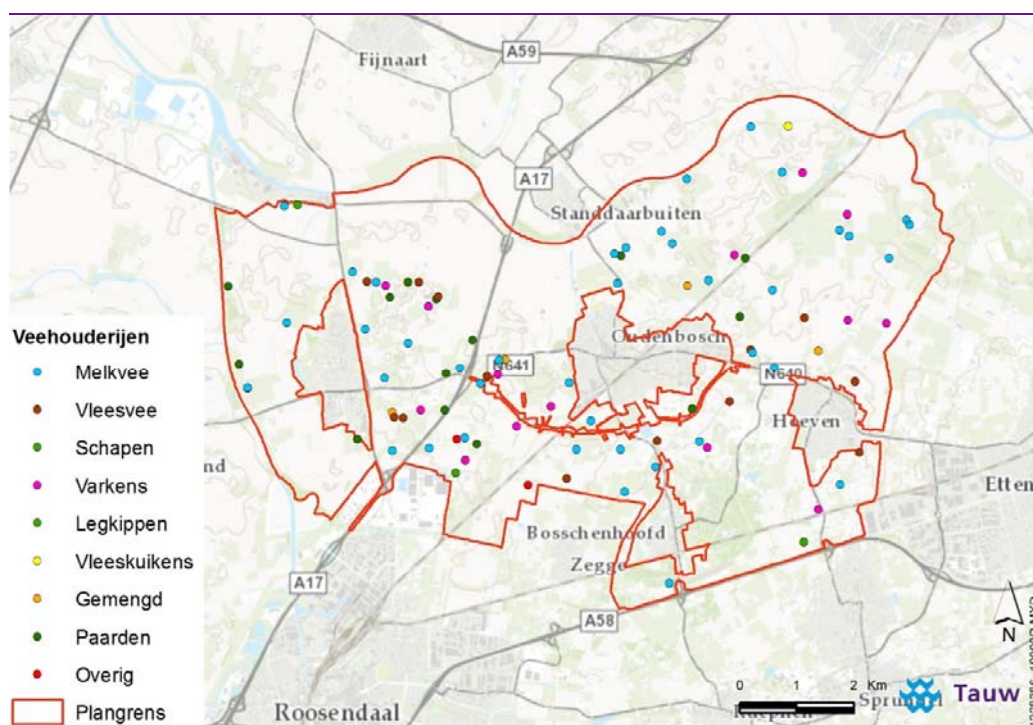 A59
Fijnaart
A17
Standdaarbuiten
Oudenbosch
N641
N640
Hoeven
Etten
Bosschenhoofd
Zegge
A17
A58
Roosendaal
nd
Veehouderijen
Melkvee
Vleesvee
Schapen
Varkens
Legkippen
Vleeskuikens
Gemengd
Paarden
Overig
Plangrens
N
0 1 2 Km
Tauw